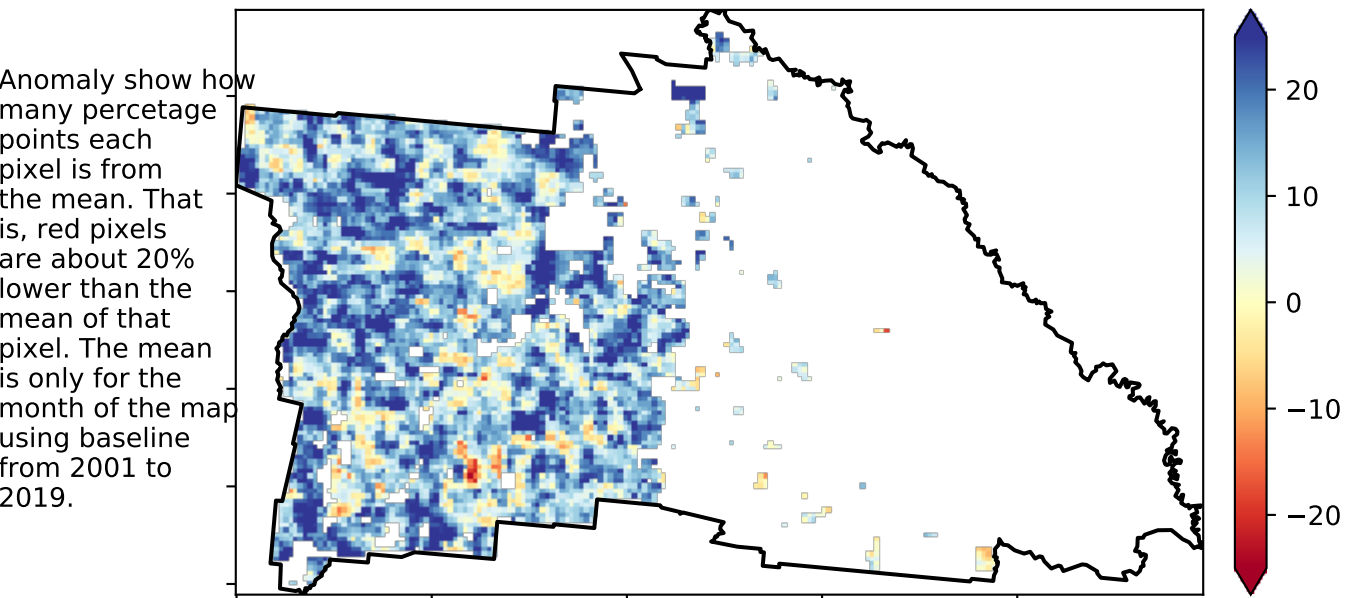 Anomaly show how
many percetage
points each
pixel is from
the mean. That
is, red pixels
are about 20%
lower than the
mean of that
pixel. The mean
is only for the
month of the map
using baseline
from 2001 to
2019.
20
10
0
−10
−20